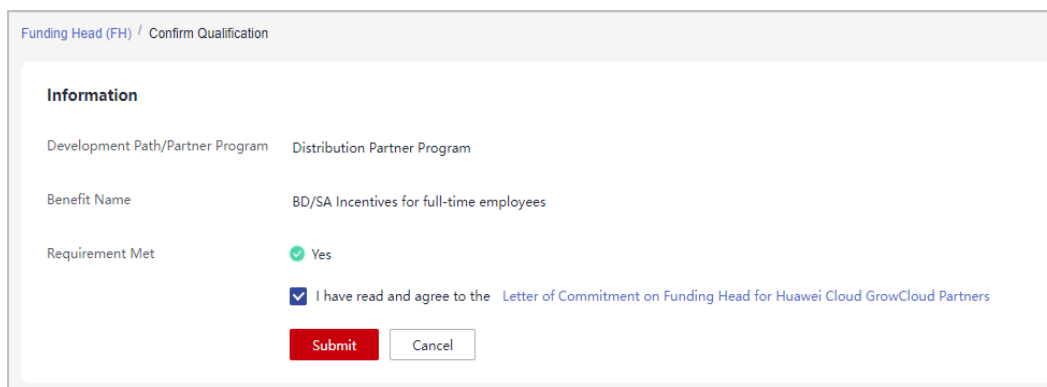 Funding Head (FH) / Confirm Qualification
Information
Development Path/Partner Program Distribution Partner Program
Benefit Name BD/SA Incentives for full-time employees
Requirement Met Yes
I have read and agree to the Letter of Commitment on Funding Head for Huawei Cloud GrowCloud Partners
Submit Cancel